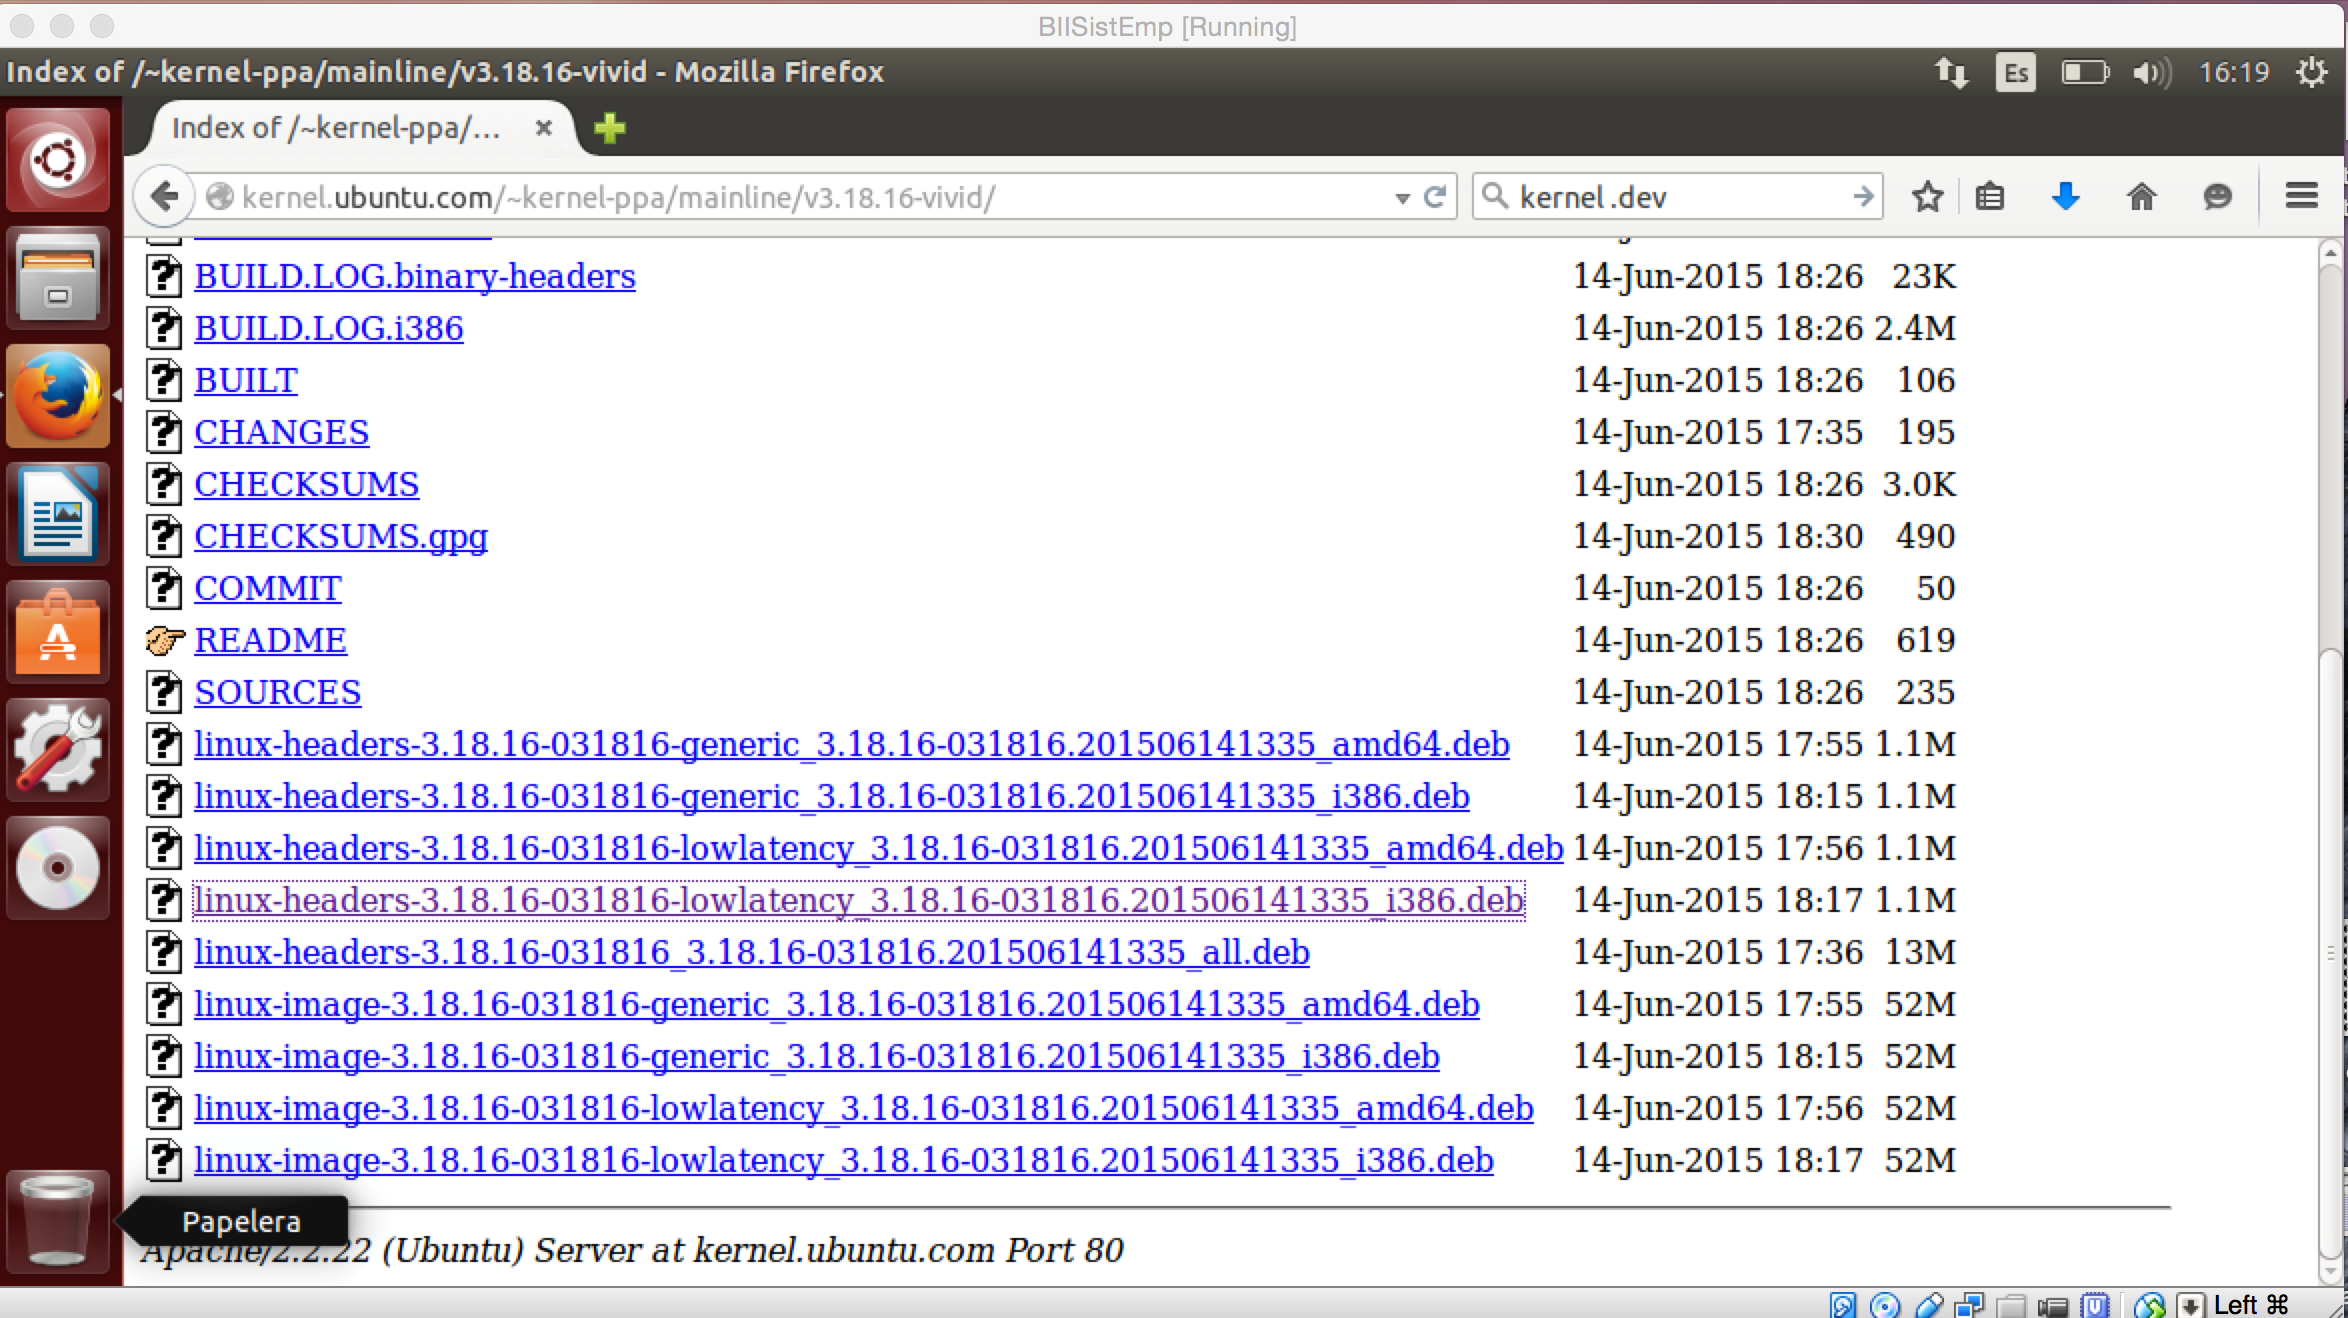 BIISistEmp [Running]
Index of /~kernel-ppa/mainline/v3.18.16-vivid - Mozilla Firefox
Es
16:19
Index of /~kernel-ppa/...
kernel.ubuntu.com/~kernel-ppa/mainline/v3.18.16-vivid/
kernel .dev
BUILD.LOG.binary-headers 14-Jun-2015 18:26 23K
BUILD.LOG.i386 14-Jun-2015 18:26 2.4M
BUILT 14-Jun-2015 18:26 106
CHANGES 14-Jun-2015 17:35 195
CHECKSUMS 14-Jun-2015 18:26 3.0K
CHECKSUMS.gpg 14-Jun-2015 18:30 490
COMMIT 14-Jun-2015 18:26 50
README 14-Jun-2015 18:26 619
SOURCES 14-Jun-2015 18:26 235
linux-headers-3.18.16-031816-generic_3.18.16-031816.201506141335_amd64.deb 14-Jun-2015 17:55 1.1M
linux-headers-3.18.16-031816-generic_3.18.16-031816.201506141335_i386.deb 14-Jun-2015 18:15 1.1M
linux-headers-3.18.16-031816-lowlatency_3.18.16-031816.201506141335_amd64.deb 14-Jun-2015 17:56 1.1M
linux-headers-3.18.16-031816-lowlatency_3.18.16-031816.201506141335_i386.deb 14-Jun-2015 18:17 1.1M
linux-headers-3.18.16-031816_3.18.16-031816.201506141335_all.deb 14-Jun-2015 17:36 13M
linux-image-3.18.16-031816-generic_3.18.16-031816.201506141335_amd64.deb 14-Jun-2015 17:55 52M
linux-image-3.18.16-031816-generic_3.18.16-031816.201506141335_i386.deb 14-Jun-2015 18:15 52M
linux-image-3.18.16-031816-lowlatency_3.18.16-031816.201506141335_amd64.deb 14-Jun-2015 17:56 52M
linux-image-3.18.16-031816-lowlatency_3.18.16-031816.201506141335_i386.deb 14-Jun-2015 18:17 52M
Papelera
Apache/2.2.22 (Ubuntu) Server at kernel.ubuntu.com Port 80
Left ⌘